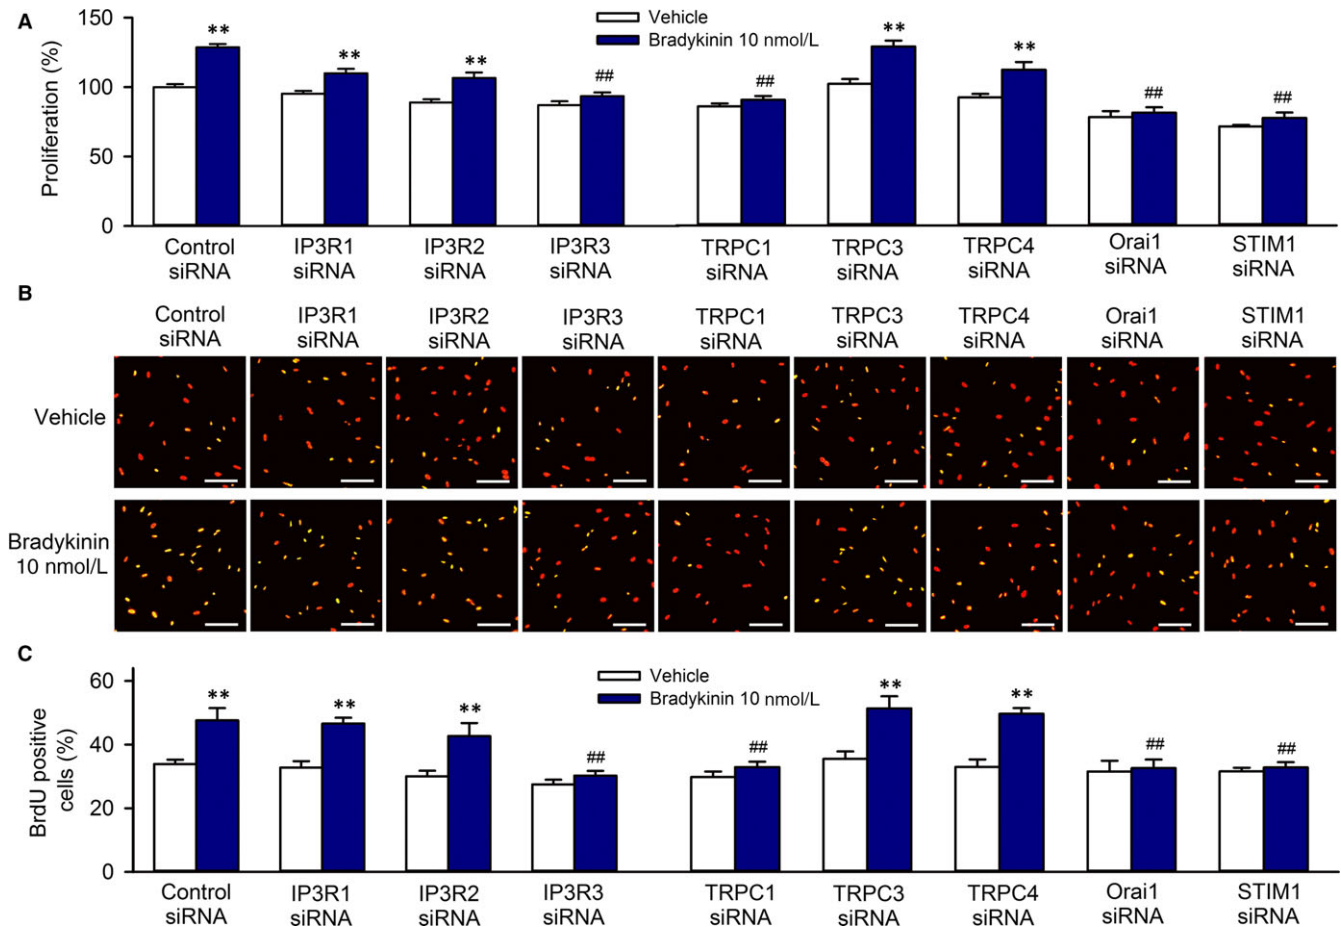 A
150
100
50
0
Proliferation (%)
Vehicle
Bradykinin 10 nmol/L
** ** ** ## ## ** ** ## ##
Control IP3R1 IP3R2 IP3R3 TRPC1 TRPC3 TRPC4 Orai1 STIM1
siRNA siRNA siRNA siRNA siRNA siRNA siRNA siRNA siRNA
B
Control IP3R1 IP3R2 IP3R3 TRPC1 TRPC3 TRPC4 Orai1 STIM1
siRNA siRNA siRNA siRNA siRNA siRNA siRNA siRNA siRNA
Vehicle
Bradykinin
10 nmol/L
C
60
40
20
0
BrdU positive
cells (%)
Vehicle
Bradykinin 10 nmol/L
** ** ** ## ## ** ** ## ##
Control IP3R1 IP3R2 IP3R3 TRPC1 TRPC3 TRPC4 Orai1 STIM1
siRNA siRNA siRNA siRNA siRNA siRNA siRNA siRNA siRNA